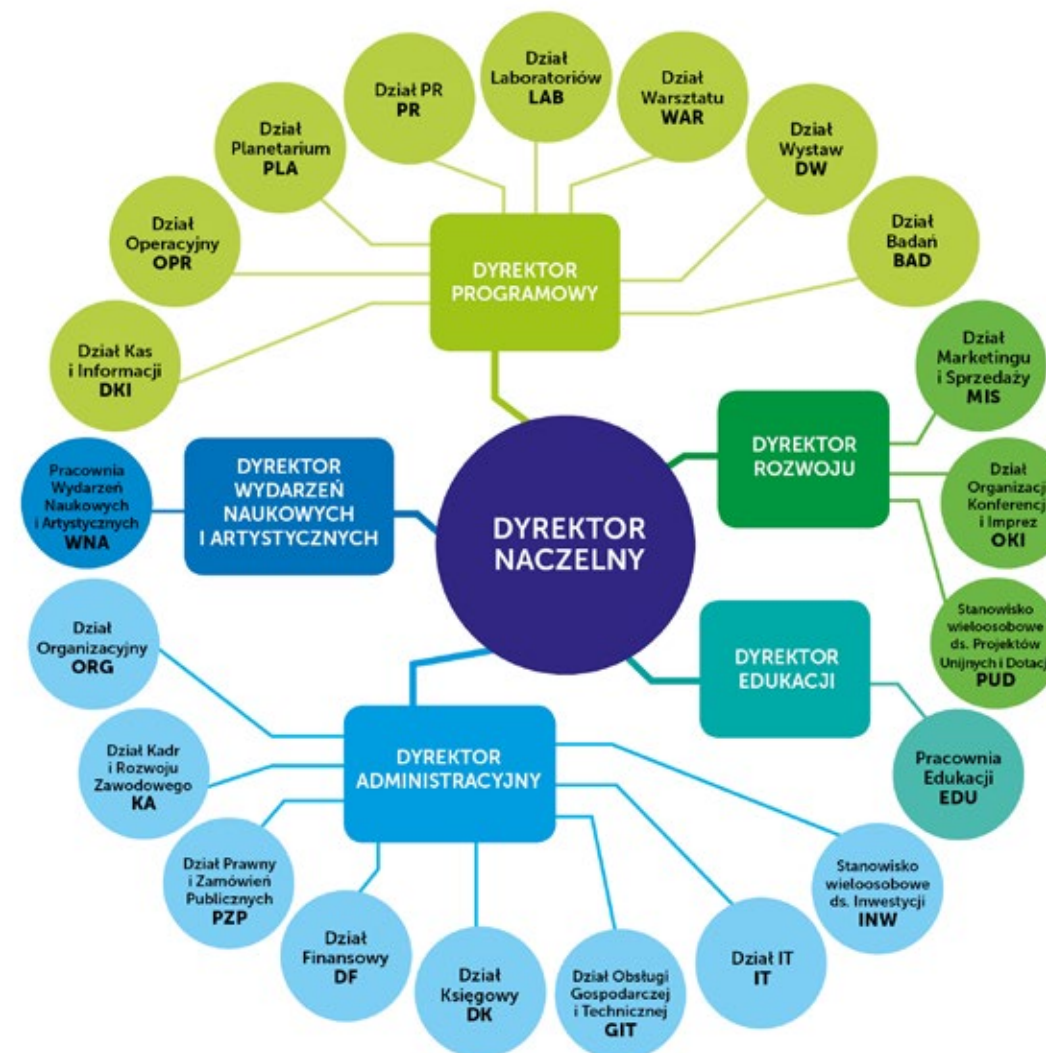 Dział
Laboratoriów
LAB
Dział PR
PR
Dział
Warsztatu
WAR
Dział
Planetarium
PLA
Dział
Wystaw
DW
Dział
Operacyjny
OPR
Dział
Badań
BAD
DYREKTOR
PROGRAMOWY
Dział Kas
i Informacji
DKI
Dział
Marketingu
i Sprzedaży
MIS
DYREKTOR
ROZWOJU
Pracownia
Wydarzeń
Naukowych
i Artystycznych
WNA
DYREKTOR
WYDARZEŃ
NAUKOWYCH
I ARTYSTYCZNYCH
DYREKTOR
NACZELNY
Dział
Organizacji
Konferencji
i Imprez
OKI
Stanowisko
wieloosobowe
ds. Projektów
Unijnych i Dotacji
PUD
Dział
Organizacyjny
ORG
DYREKTOR
EDUKACJI
Pracownia
Edukacji
EDU
Dział Kadr
i Rozwoju
Zawodowego
KA
DYREKTOR
ADMINISTRACYJNY
Dział Prawny
i Zamówień
Publicznych
PZP
Stanowisko
wieloosobowe
ds. Inwestycji
INW
Dział
Finansowy
DF
Dział
Księgowy
DK
Dział Obsługi
Gospodarczej
i Technicznej
GIT
Dział IT
IT